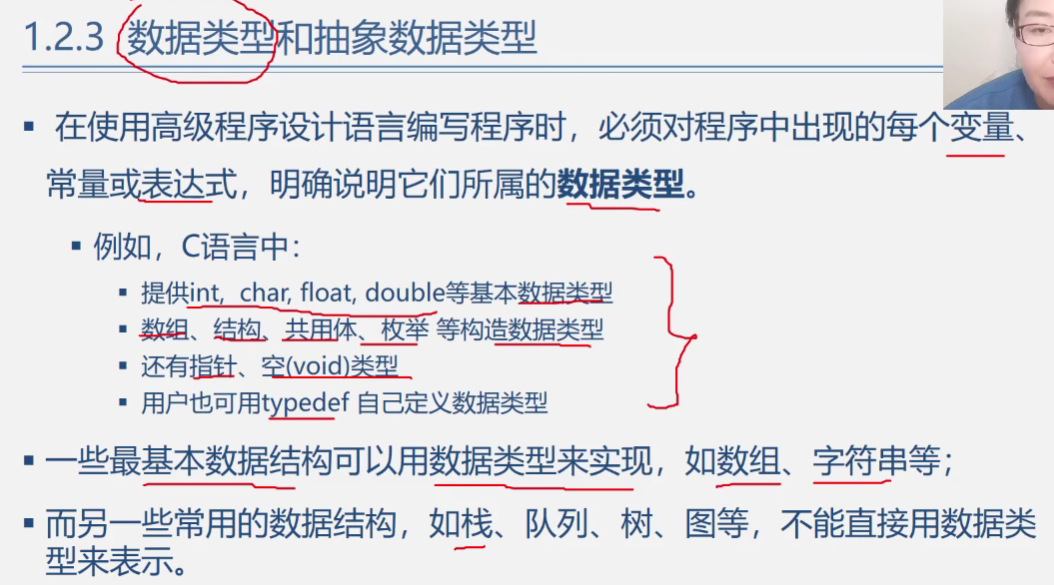 1.2.3 数据类型和抽象数据类型
▪ 在使用高级程序设计语言编写程序时，必须对程序中出现的每个变量、
常量或表达式，明确说明它们所属的数据类型。
▪ 例如，C语言中：
▪ 提供int, char, float, double等基本数据类型
▪ 数组、结构、共用体、枚举 等构造数据类型
▪ 还有指针、空(void)类型
▪ 用户也可用typedef 自己定义数据类型
▪ 一些最基本数据结构可以用数据类型来实现，如数组、字符串等；
▪ 而另一些常用的数据结构，如栈、队列、树、图等，不能直接用数据类
型来表示。